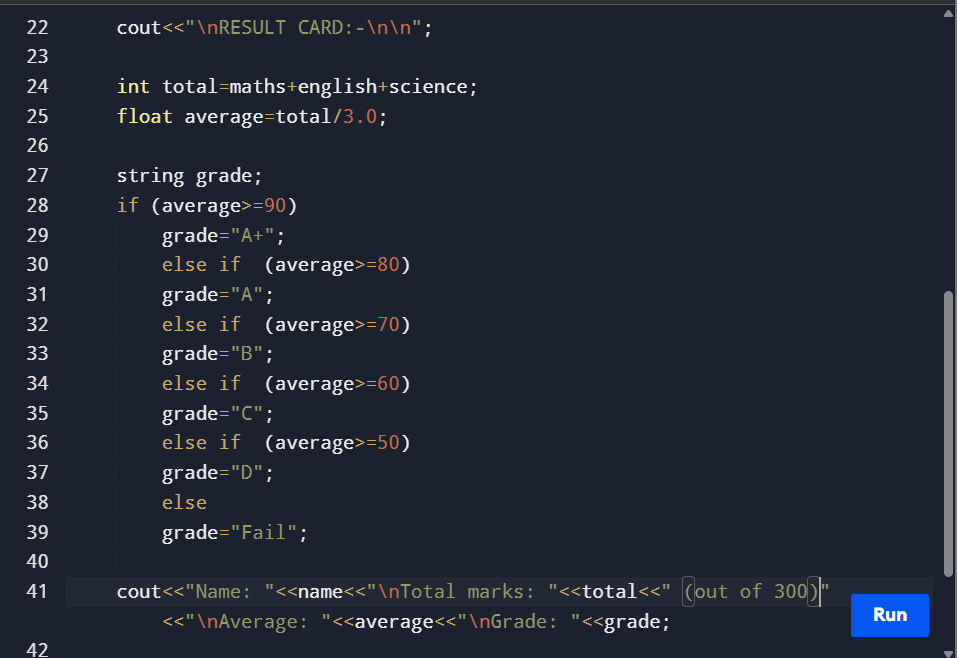 22 cout<<"\nRESULT CARD:-\n\n";
23
24 int total=maths+english+science;
25 float average=total/3.0;
26
27 string grade;
28 if (average>=90)
29 grade="A+";
30 else if  (average>=80)
31 grade="A";
32 else if  (average>=70)
33 grade="B";
34 else if  (average>=60)
35 grade="C";
36 else if  (average>=50)
37 grade="D";
38 else
39 grade="Fail";
40
41 cout<<"Name: "<<name<<"\nTotal marks: "<<total<<" (out of 300)"
<<"\nAverage: "<<average<<"\nGrade: "<<grade;
Run
42